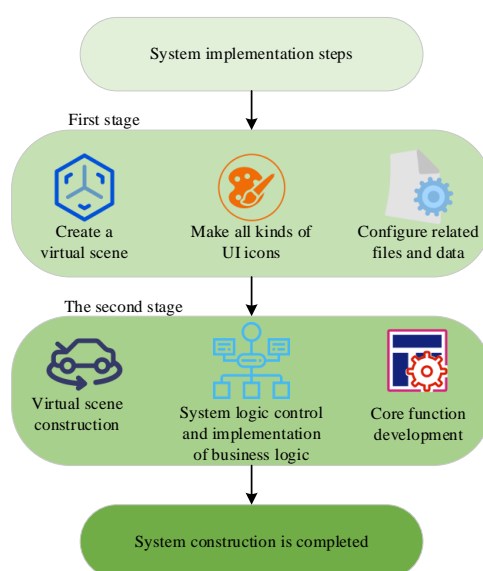 System implementation steps
First stage
Create a
virtual scene
Make all kinds of
UI icons
Configure related
files and data
The second stage
Virtual scene
construction
System logic control
and implementation
of business logic
Core function
development
System construction is completed